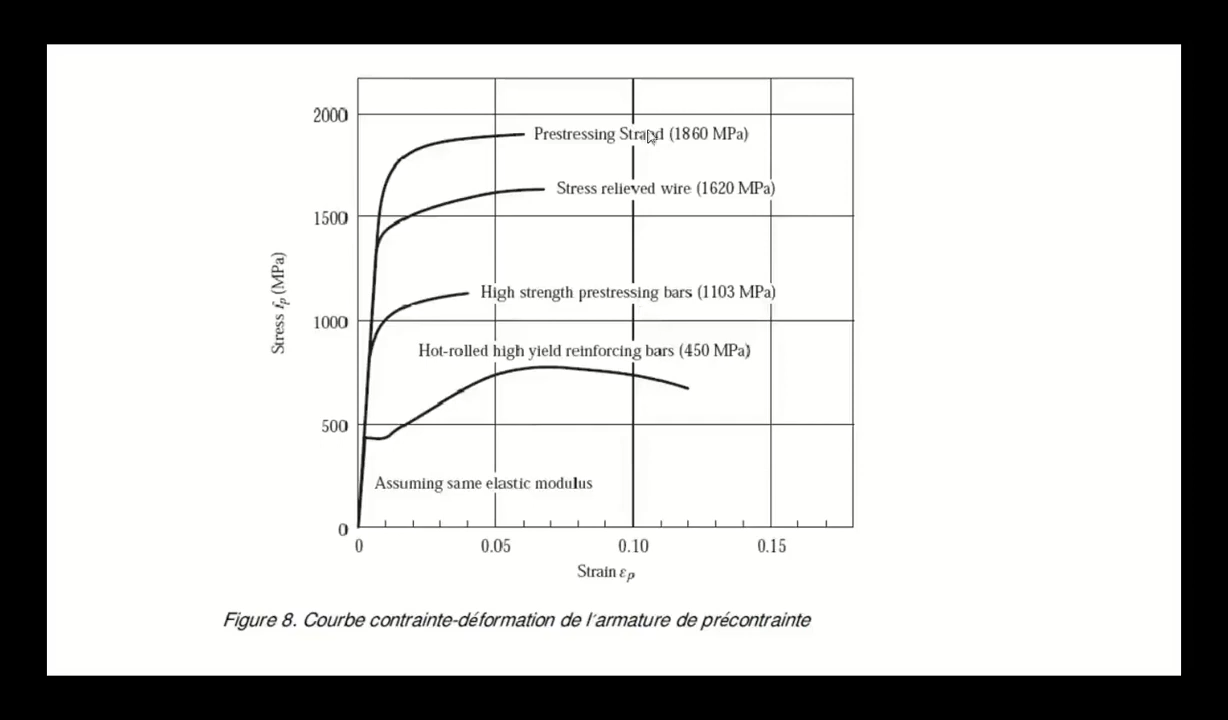 2000
Prestressing Strand (1860 MPa)
Stress relieved wire (1620 MPa)
1500
Stress fp (MPa)
High strength prestressing bars (1103 MPa)
1000
Hot-rolled high yield reinforcing bars (450 MPa)
500
Assuming same elastic modulus
0
0 0.05 0.10 0.15
Strain εp
Figure 8. Courbe contrainte-déformation de l'armature de précontrainte